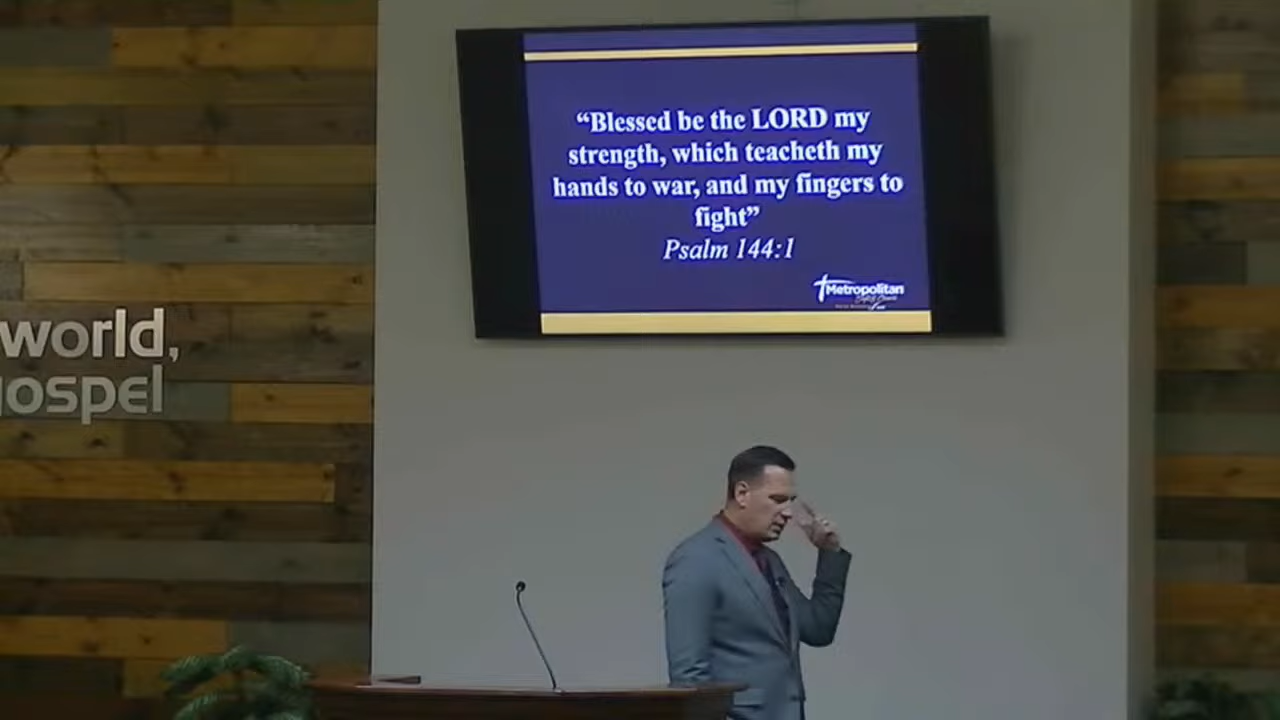 “Blessed be the LORD my
strength, which teacheth my
hands to war, and my fingers to
fight”
Psalm 144:1
Metropolitan
world,
gospel